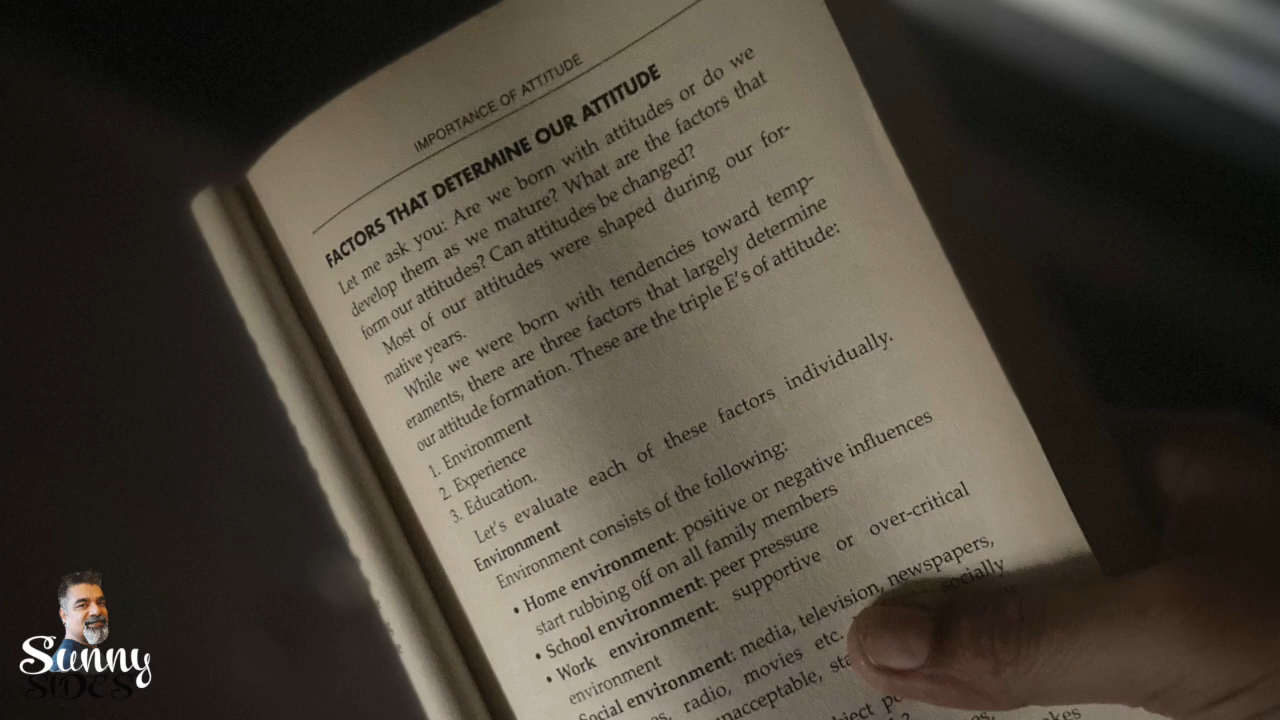 IMPORTANCE OF ATTITUDE
FACTORS THAT DETERMINE OUR ATTITUDE
Let me ask you: Are we born with attitudes or do we
develop them as we mature? What are the factors that
form our attitudes? Can attitudes be changed?
Most of our attitudes were shaped during our for-
mative years.
While we were born with tendencies toward temp-
eraments, there are three factors that largely determine
our attitude formation. These are the triple E's of attitude:
1. Environment
2. Experience
3. Education.
Let's evaluate each of these factors individually.
Environment
Environment consists of the following:
• Home environment: positive or negative influences
start rubbing off on all family members
• School environment: peer pressure
• Work environment: supportive or over-critical
environment
Social environment: media, television, newspapers,
radio, movies etc. socially
unacceptable,
Sunny
SIDES